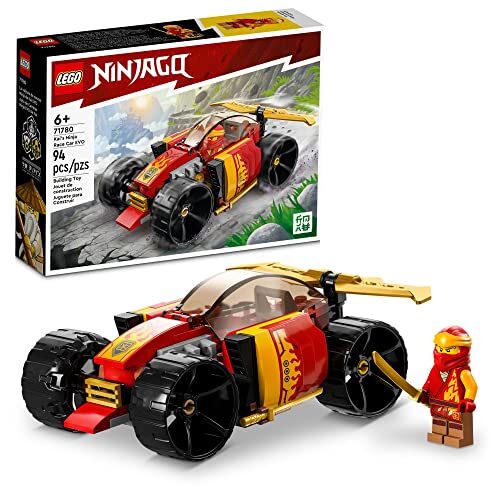 LEGO
NINJAGO
6+
71780
Kai's Ninja
Race Car EVO
94
pcs/pzs
Building Toy
Jouet de
construction
Juguete para
Construir